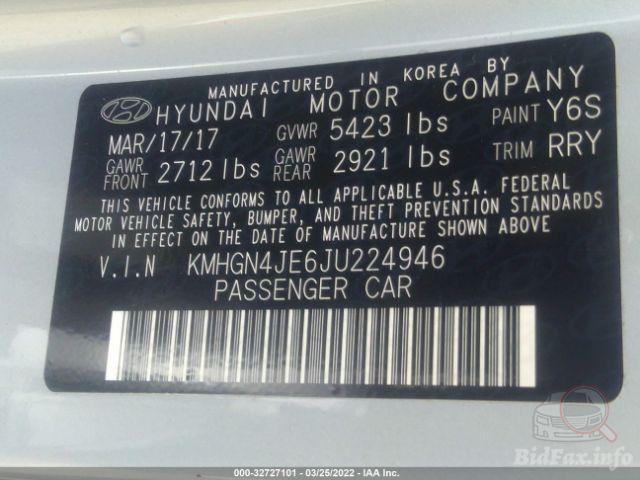 MANUFACTURED IN KOREA BY
HYUNDAI MOTOR COMPANY
MAR/17/17 GVWR 5423 lbs PAINT Y6S
GAWR FRONT 2712 lbs GAWR REAR 2921 lbs TRIM RRY
THIS VEHICLE CONFORMS TO ALL APPLICABLE U.S.A. FEDERAL
MOTOR VEHICLE SAFETY, BUMPER, AND THEFT PREVENTION STANDARDS
IN EFFECT ON THE DATE OF MANUFACTURE SHOWN ABOVE
V.I.N KMHGN4JE6JU224946
PASSENGER CAR
BidFax.info
000-32727101 — 03/25/2022 — IAA Inc.